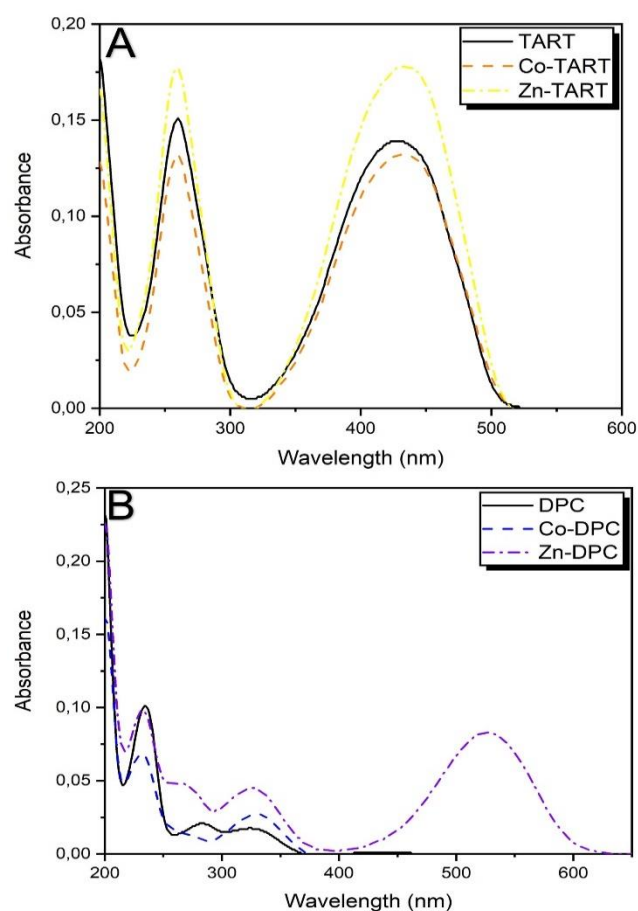 A
TART
Co-TART
Zn-TART
0,20
0,15
0,10
0,05
0,00
Absorbance
200 300 400 500 600
Wavelength (nm)
B
DPC
Co-DPC
Zn-DPC
0,25
0,20
0,15
0,10
0,05
0,00
Absorbance
200 300 400 500 600
Wavelength (nm)